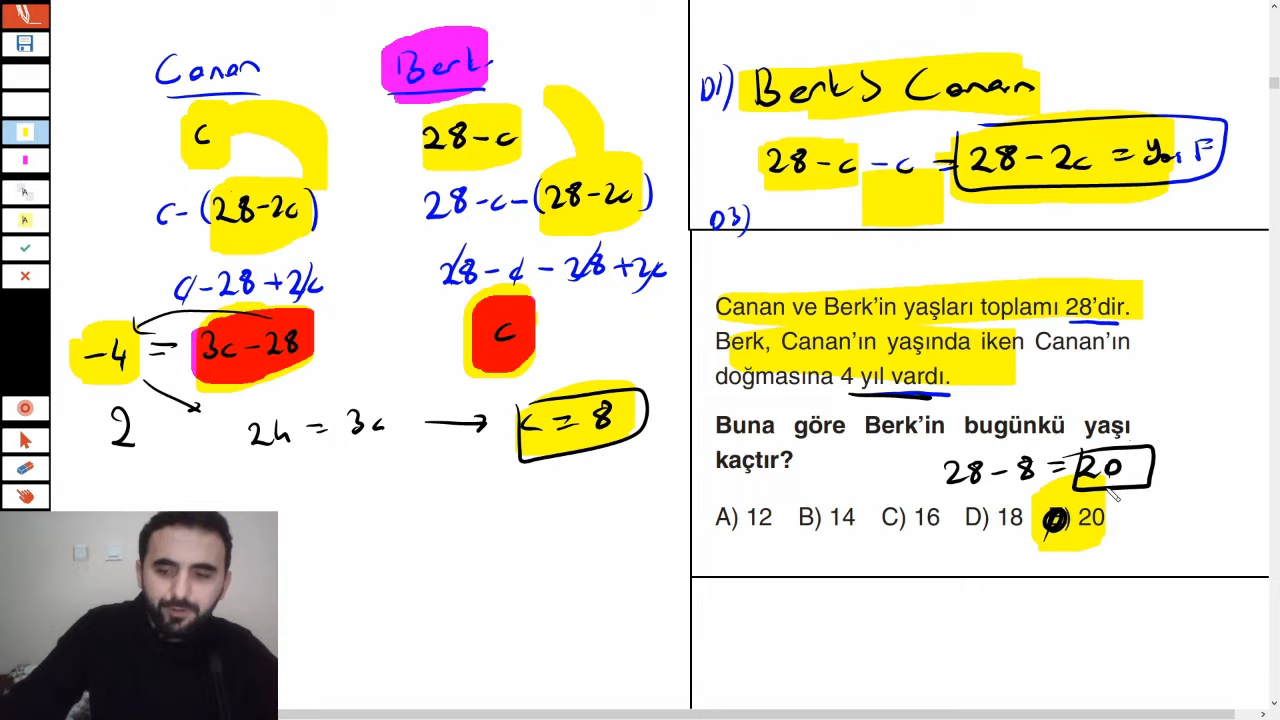 Canan Berk
c 28-c
c-(28-2c) 28-c-(28-2c)
c-28+2c 28-c-28+2c
-4 = 3c-28 c
2 24 = 3c → c = 8
D1) Berk > Canan
28-c-c = 28-2c = Yaş F
D3)
Canan ve Berk'in yaşları toplamı 28'dir.
Berk, Canan'ın yaşında iken Canan'ın
doğmasına 4 yıl vardı.
Buna göre Berk'in bugünkü yaşı
kaçtır?
28-8 = 20
A) 12 B) 14 C) 16 D) 18 ) 20